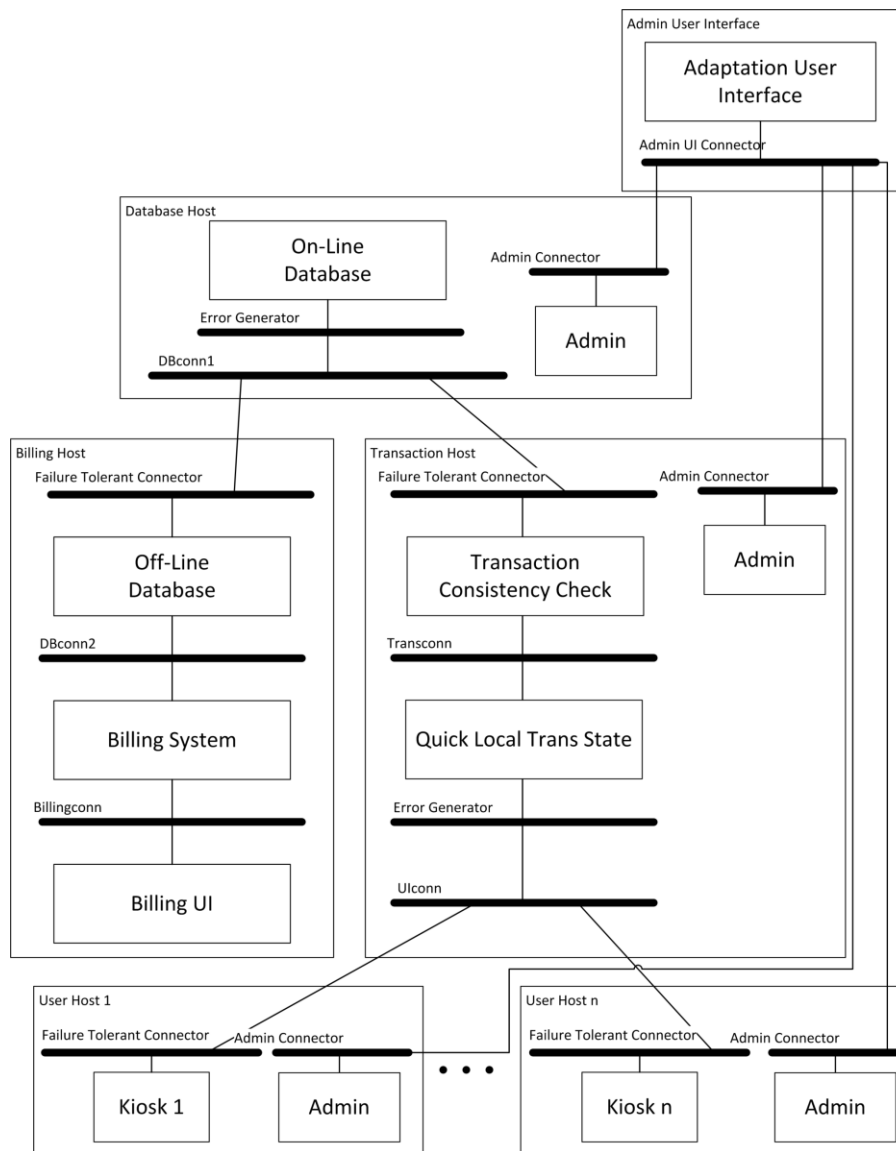 Admin User Interface
Adaptation User
Interface
Admin UI Connector
Database Host
On-Line
Database
Admin Connector
Error Generator
Admin
DBconn1
Billing Host
Failure Tolerant Connector
Off-Line
Database
DBconn2
Billing System
Billingconn
Billing UI
Transaction Host
Failure Tolerant Connector
Admin Connector
Transaction
Consistency Check
Admin
Transconn
Quick Local Trans State
Error Generator
UIconn
User Host 1
Failure Tolerant Connector
Admin Connector
Kiosk 1
Admin
User Host n
Failure Tolerant Connector
Admin Connector
Kiosk n
Admin